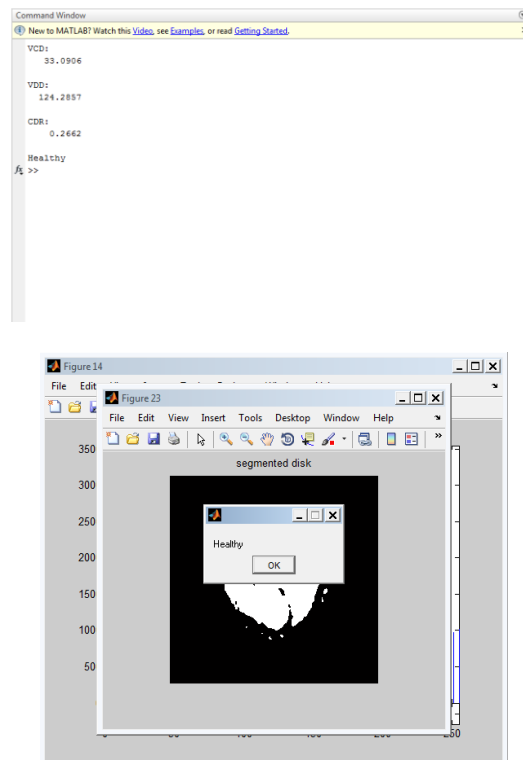 Command Window
New to MATLAB? Watch this Video, see Examples, or read Getting Started.
VCD:
33.0906
VDD:
124.2857
CDR:
0.2662
Healthy
fx >>
Figure 14
File Edit
Figure 23
File Edit View Insert Tools Desktop Window Help
segmented disk
Healthy
OK
350
300
250
200
150
100
50
250